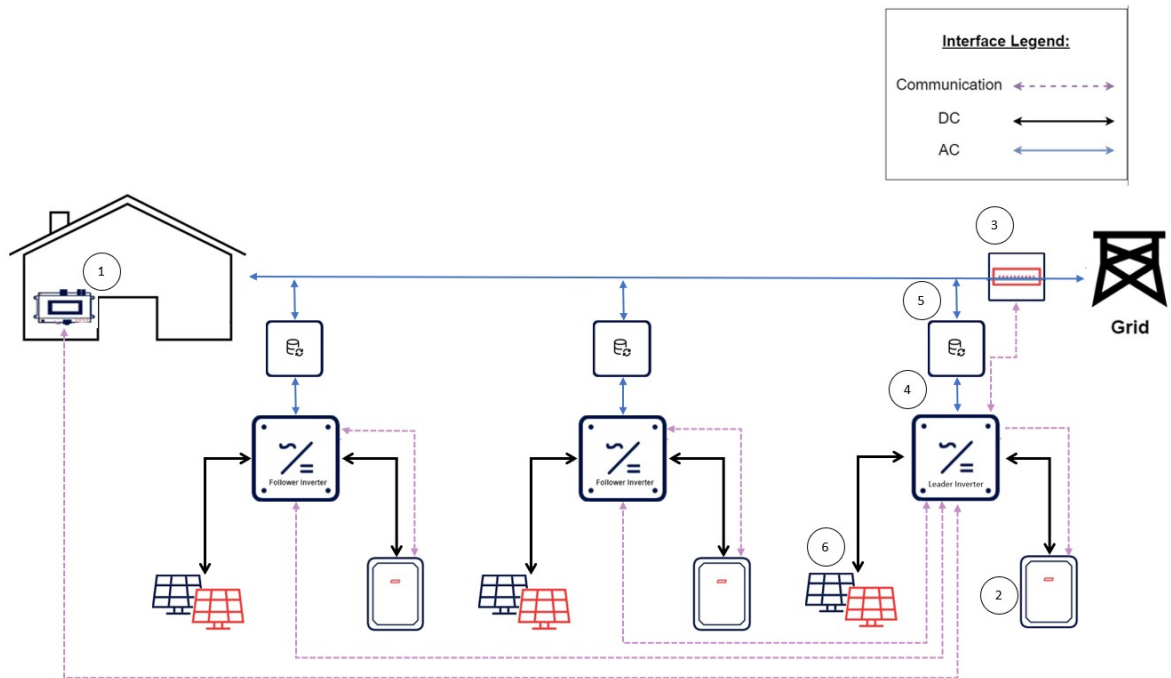 Interface Legend:
Communication
DC
AC
3
1
5
Grid
4
Follower Inverter
Follower Inverter
Leader Inverter
6
2